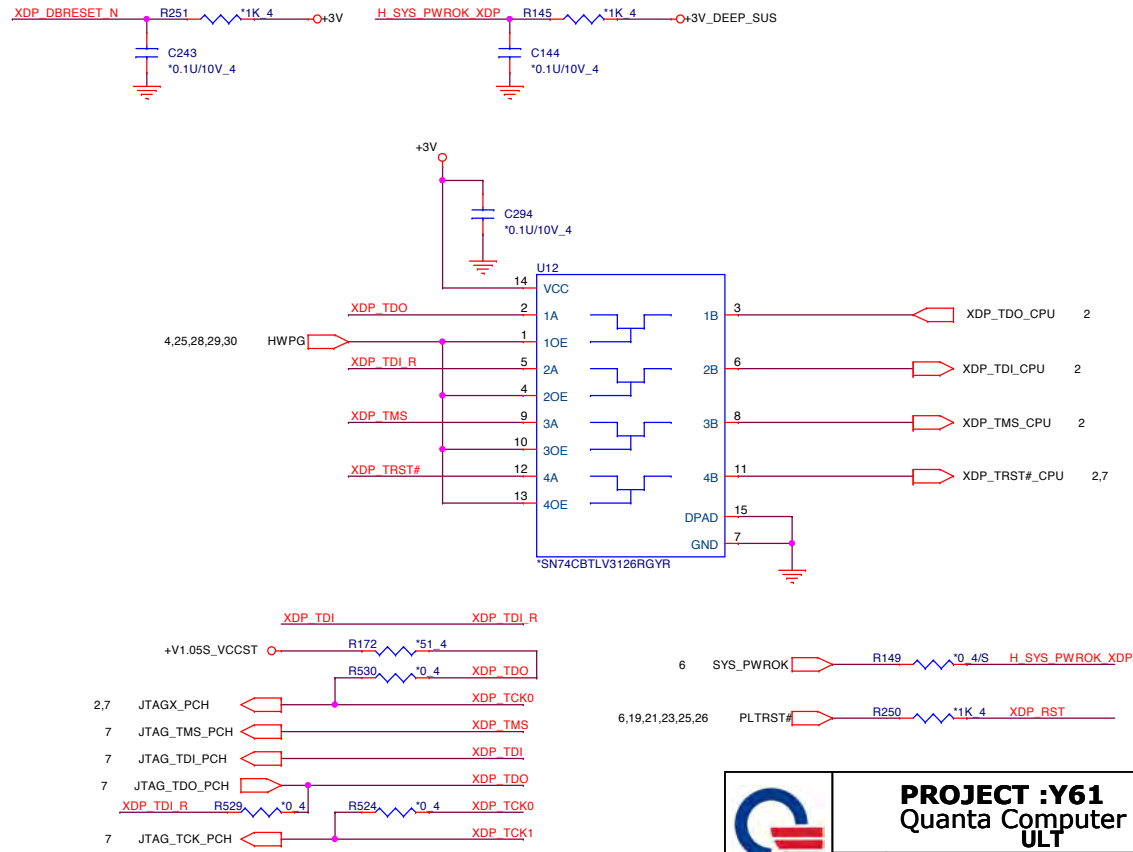 XDP_DBRESET_N R251 *1K_4 +3V H_SYS_PWROK_XDP R145 *1K_4 +3V_DEEP_SUS
C243 C144
*0.1U/10V_4 *0.1U/10V_4
+3V
C294
*0.1U/10V_4
U12
14 VCC
XDP_TDO 2 1A 1B 3 XDP_TDO_CPU 2
4,25,28,29,30 HWPG 1 1OE
XDP_TDI_R 5 2A 2B 6 XDP_TDI_CPU 2
4 2OE
XDP_TMS 9 3A 3B 8 XDP_TMS_CPU 2
10 3OE
XDP_TRST# 12 4A 4B 11 XDP_TRST#_CPU 2,7
13 4OE
DPAD 15
GND 7
*SN74CBTLV3126RGYR
XDP_TDI XDP_TDI_R
+V1.05S_VCCST R172 *51_4
R530 *0_4 XDP_TDO
2,7 JTAGX_PCH XDP_TCK0
7 JTAG_TMS_PCH XDP_TMS
7 JTAG_TDI_PCH XDP_TDI
7 JTAG_TDO_PCH XDP_TDO
XDP_TDI_R R529 *0_4 R524 *0_4 XDP_TCK0
7 JTAG_TCK_PCH XDP_TCK1
6 SYS_PWROK R149 *0_4/S H_SYS_PWROK_XDP
6,19,21,23,25,26 PLTRST# R250 *1K_4 XDP_RST
PROJECT :Y61
Quanta Computer
ULT